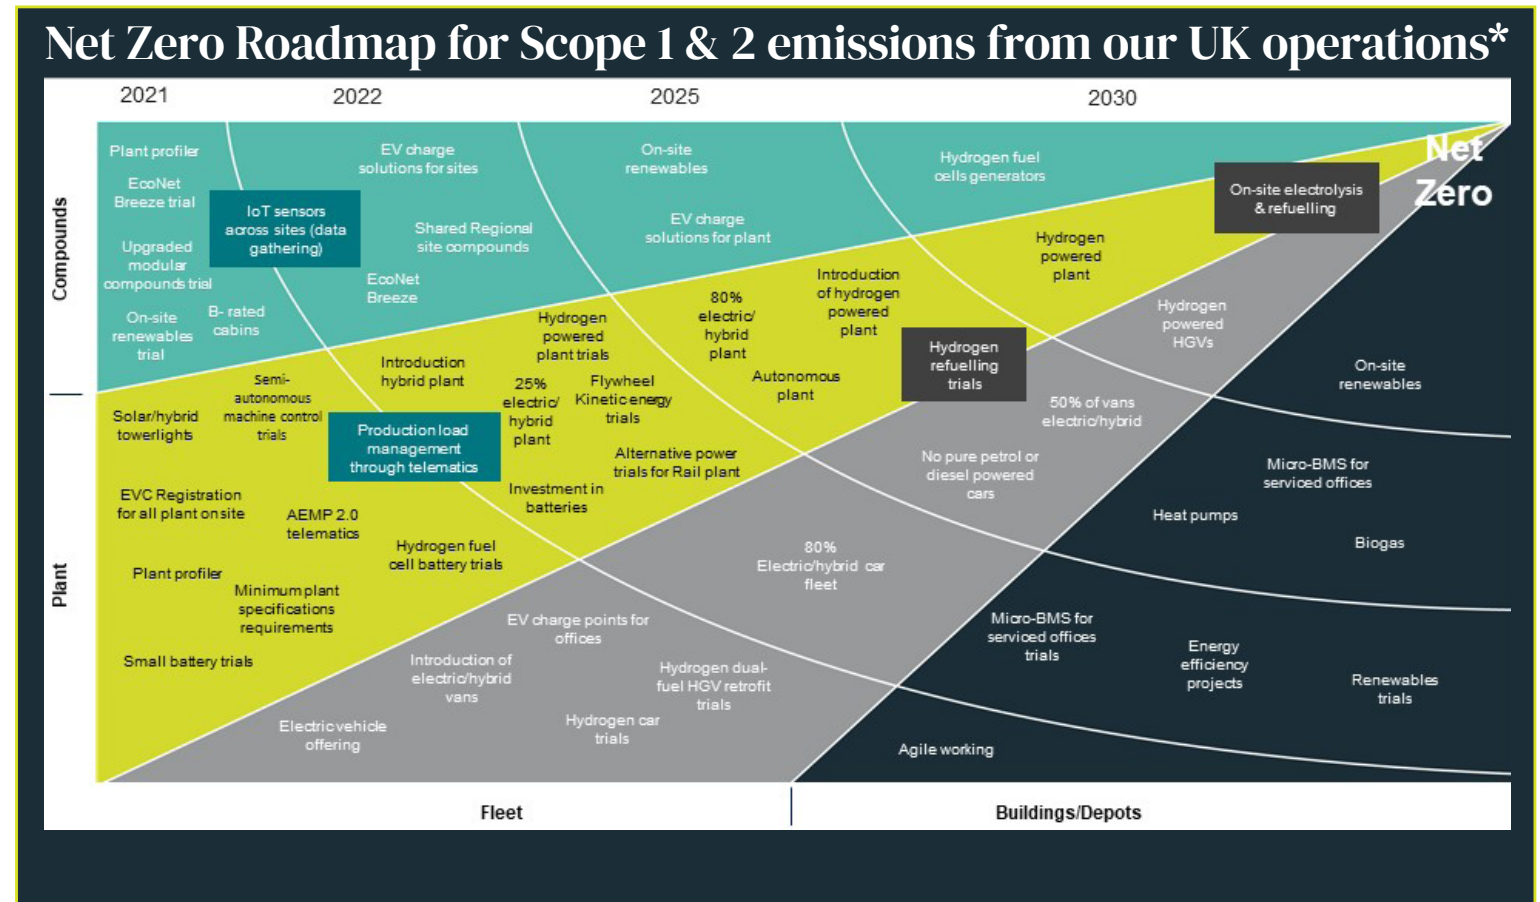 Net Zero Roadmap for Scope 1 & 2 emissions from our UK operations*
2021
2022
2025
2030
Compounds
Plant
Plant profiler
EcoNet
Breeze trial
Upgraded
modular
compounds trial
On-site
renewables
trial
B- rated
cabins
IoT sensors
across sites (data
gathering)
EV charge
solutions for sites
Shared Regional
site compounds
EcoNet
Breeze
On-site
renewables
EV charge
solutions for plant
Hydrogen fuel
cells generators
Net
Zero
On-site electrolysis
& refuelling
Solar/hybrid
towerlights
Semi-
autonomous
machine control
trials
EVC Registration
for all plant onsite
AEMP 2.0
telematics
Plant profiler
Minimum plant
specifications
requirements
Small battery trials
Introduction
hybrid plant
Production load
management
through telematics
Hydrogen fuel
cell battery trials
Hydrogen
powered
plant trials
25%
electric/
hybrid
plant
Flywheel
Kinetic energy
trials
Alternative power
trials for Rail plant
Investment in
batteries
80%
electric/
hybrid
plant
Introduction
of hydrogen
powered
plant
Autonomous
plant
Hydrogen
refuelling
trials
Hydrogen
powered
plant
Electric vehicle
offering
Introduction of
electric/hybrid
vans
EV charge points for
offices
Hydrogen dual-
fuel HGV retrofit
trials
Hydrogen car
trials
80%
Electric/hybrid car
fleet
No pure petrol or
diesel powered
cars
50% of vans
electric/hybrid
Hydrogen
powered
HGVs
On-site
renewables
Micro-BMS for
serviced offices
Heat pumps
Biogas
Micro-BMS for
serviced offices
trials
Energy
efficiency
projects
Renewables
trials
Agile working
Fleet
Buildings/Depots